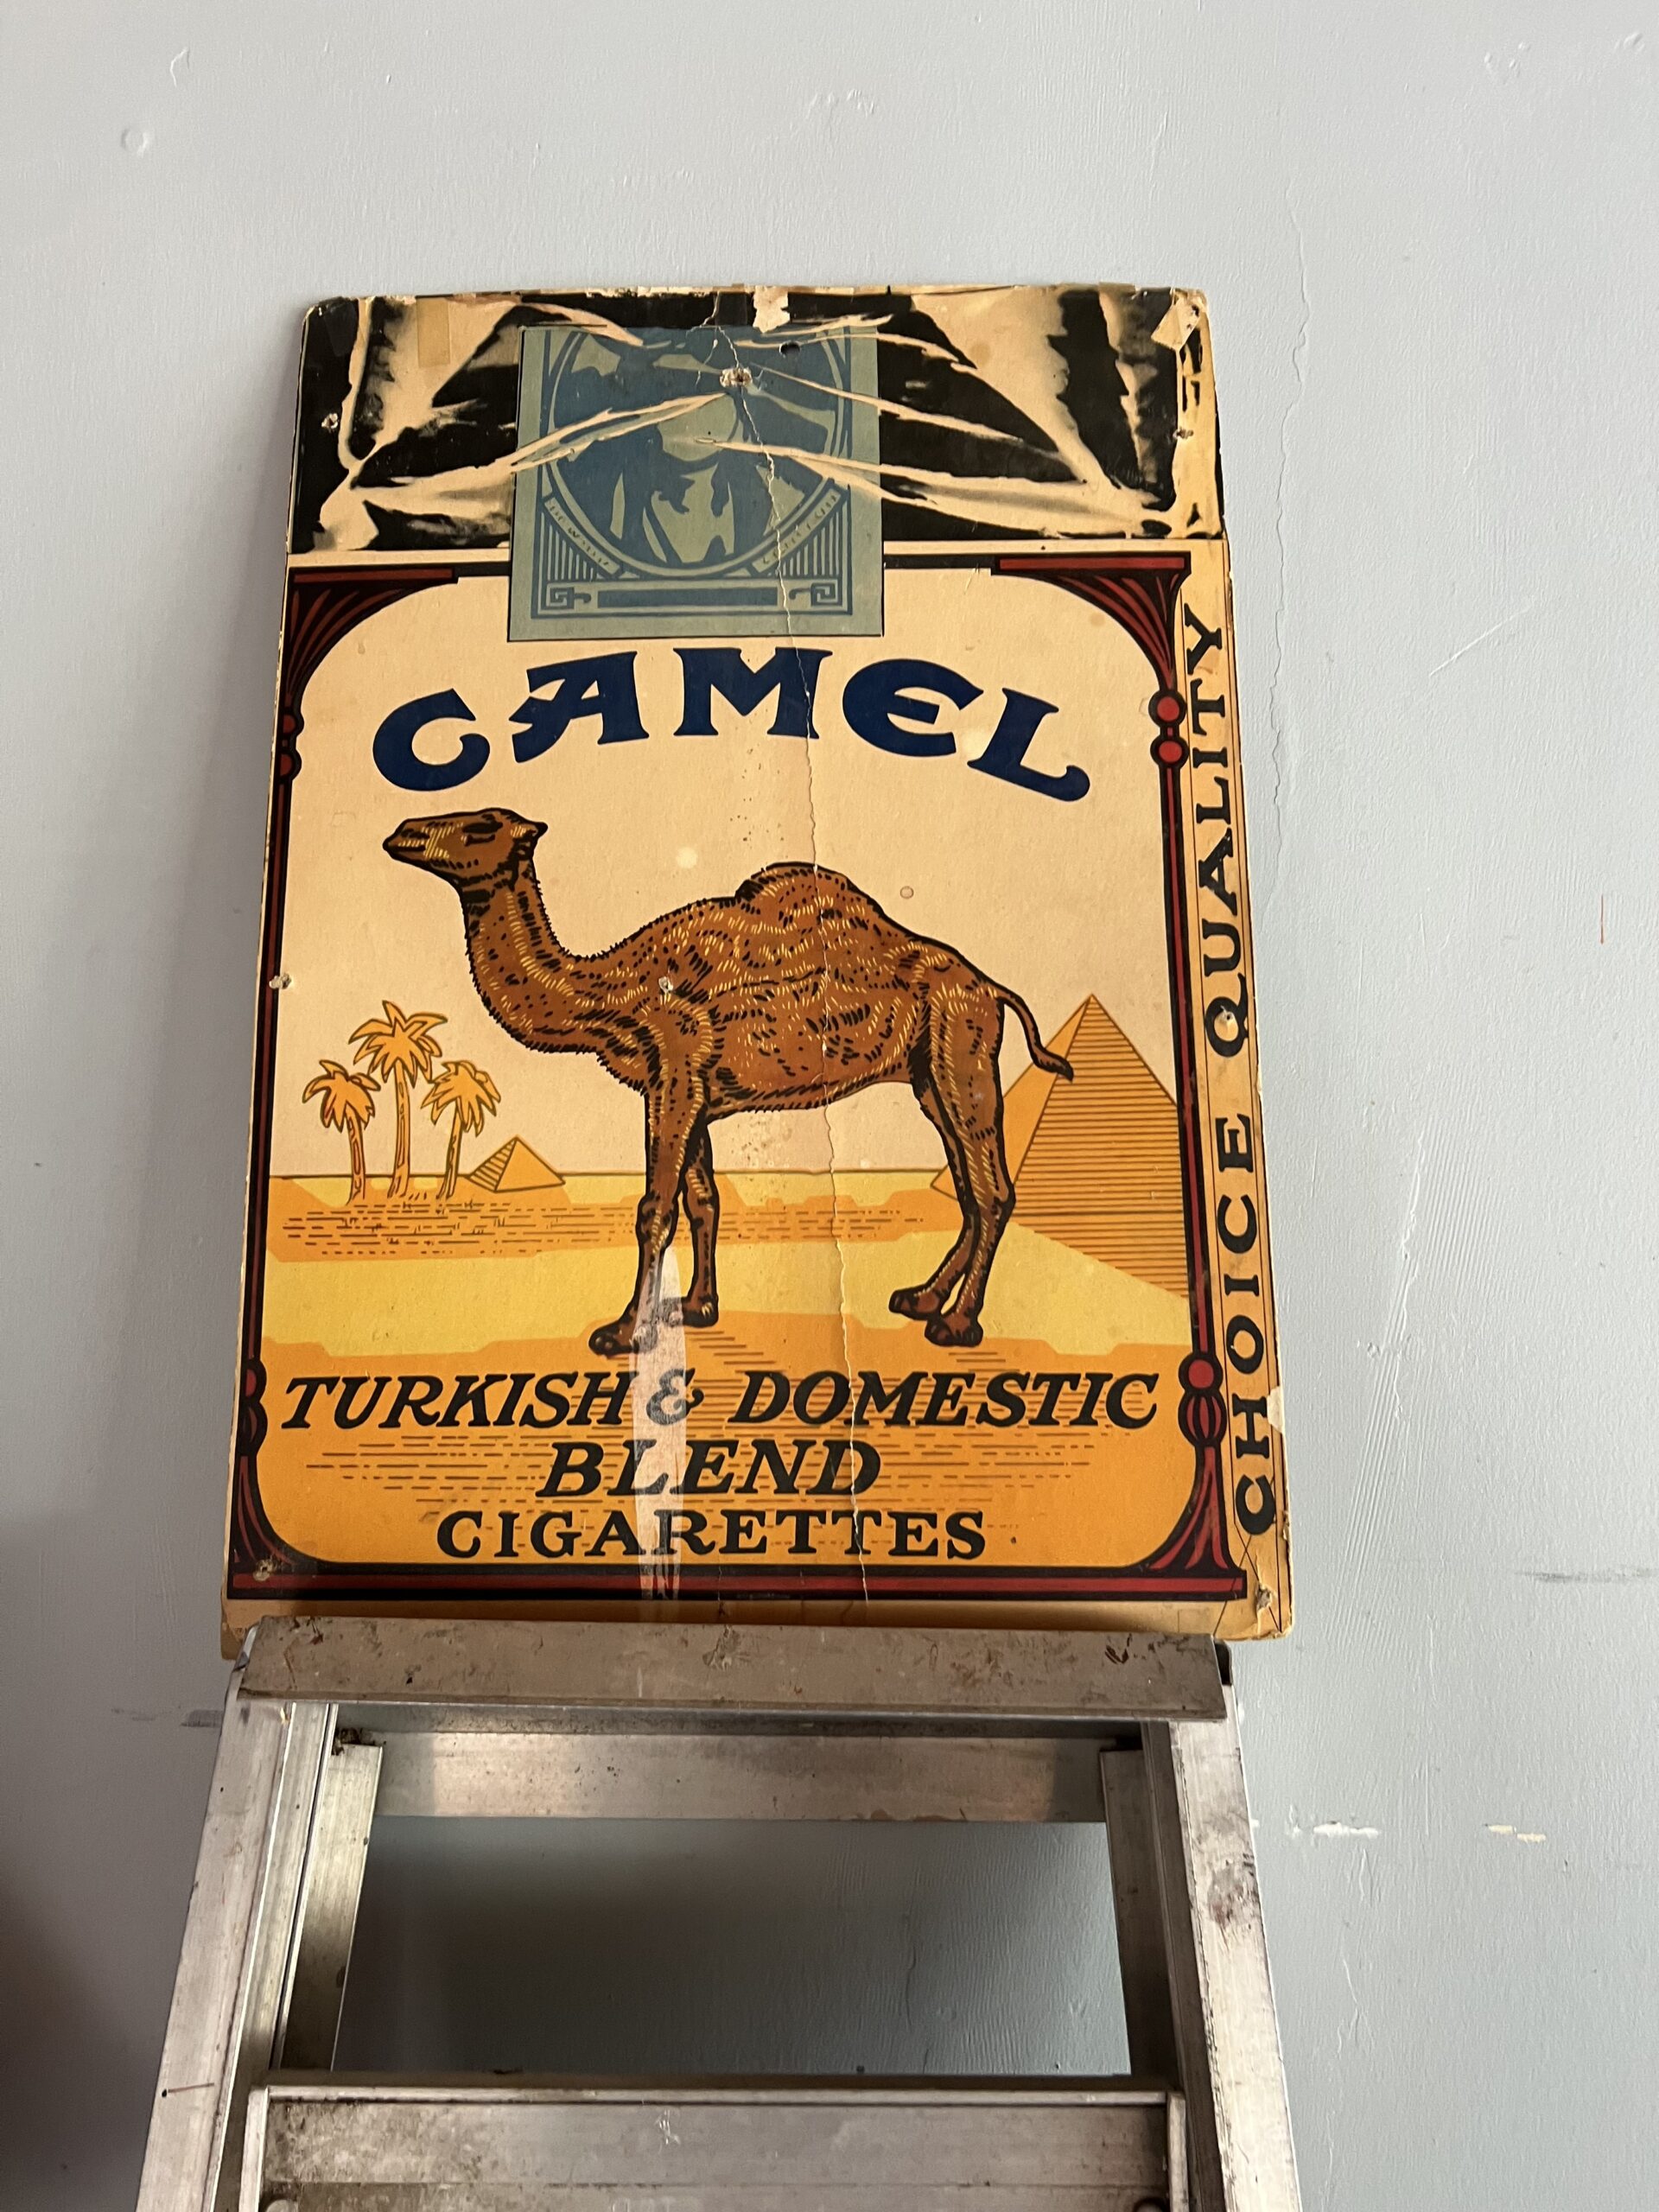 CAMEL
TURKISH & DOMESTIC
BLEND
CIGARETTES
CHOICE QUALITY